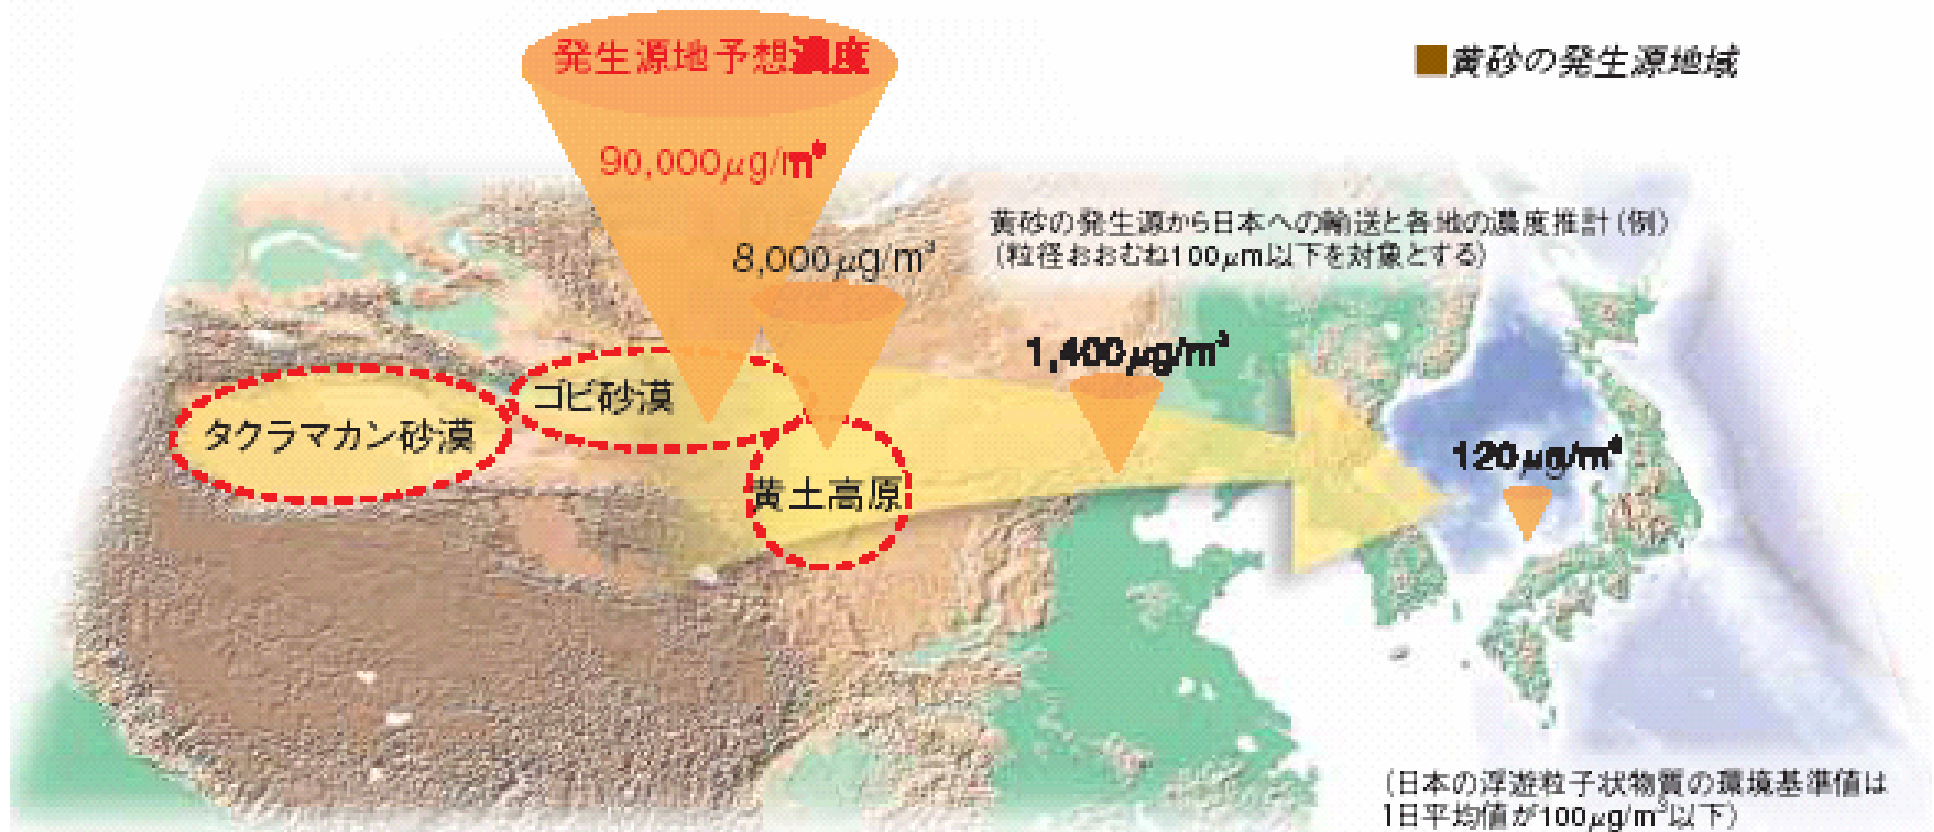 発生源地予想濃度
■黄砂の発生源地域
90,000μg/m³
黄砂の発生源から日本への輸送と各地の濃度推計(例)
(粒径おおむね100μm以下を対象とする)
8,000μg/m³
1,400μg/m³
ゴビ砂漠
タクラマカン砂漠
120μg/m³
黄土高原
(日本の浮遊粒子状物質の環境基準値は
1日平均値が100μg/m³以下)